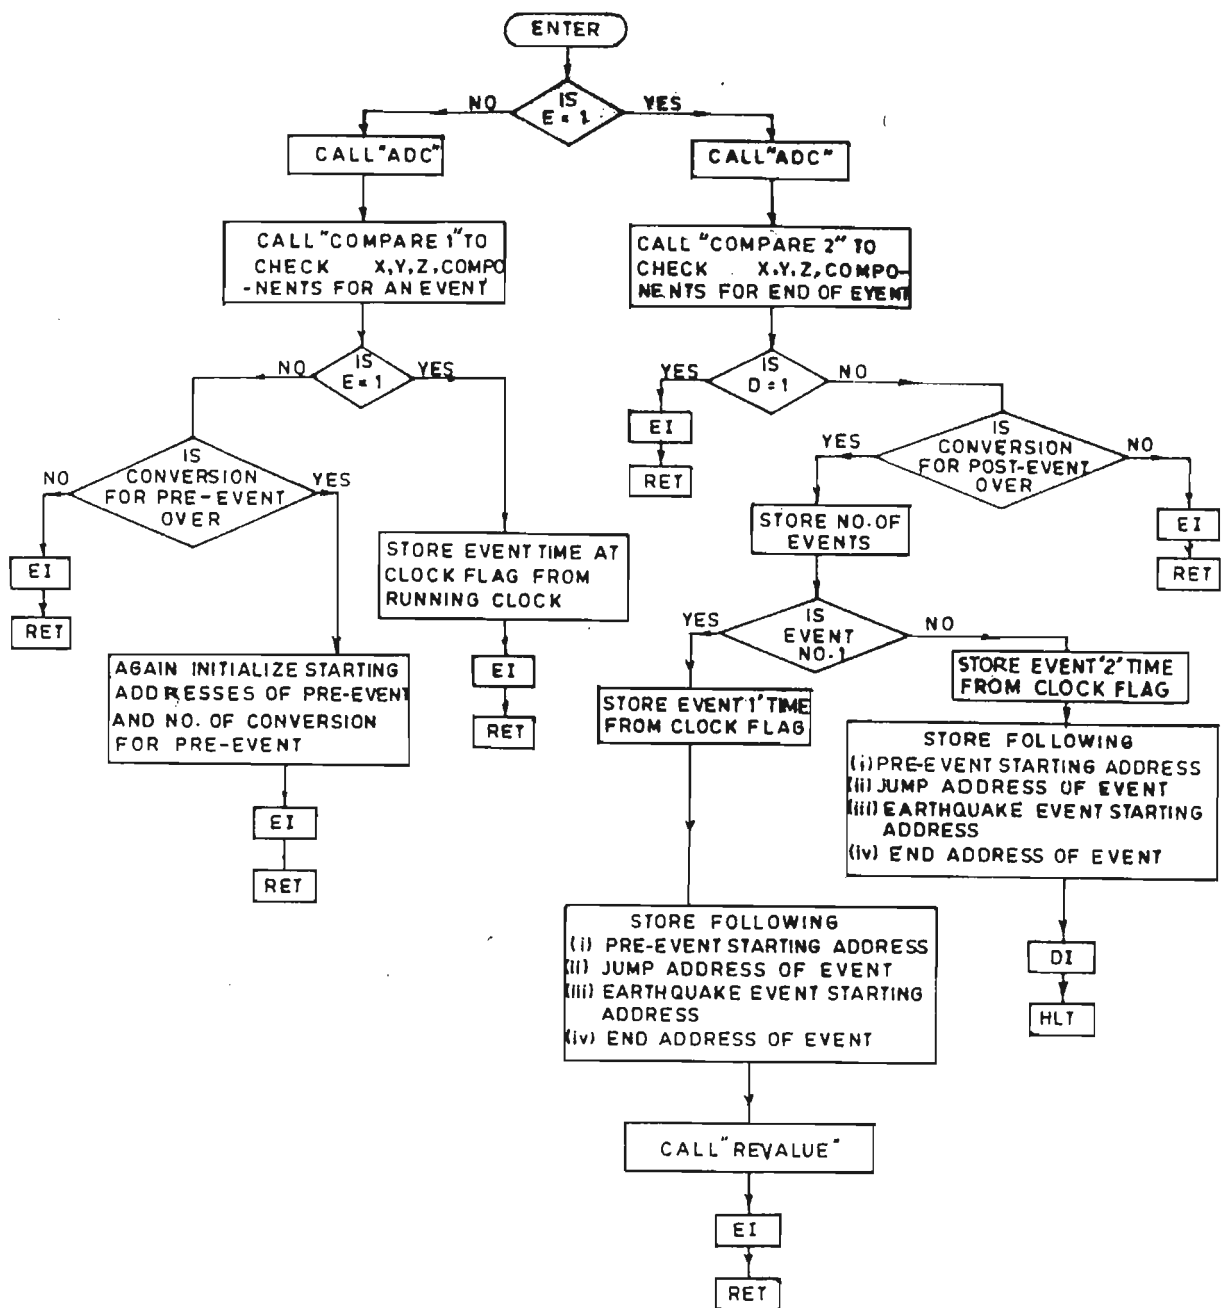 ENTER
IS
E = 1
NO
YES
CALL "ADC"
CALL "ADC"
CALL "COMPARE 1" TO
CHECK X,Y,Z,COMPO
-NENTS FOR AN EVENT
CALL "COMPARE 2" TO
CHECK X,Y,Z,COMPO-
NENTS FOR END OF EVENT
IS
E = 1
NO
YES
IS
D = 1
YES
NO
EI
RET
IS
CONVERSION
FOR PRE-EVENT
OVER
NO
YES
IS
CONVERSION
FOR POST-EVENT
OVER
YES
NO
EI
RET
EI
RET
STORE EVENT TIME AT
CLOCK FLAG FROM
RUNNING CLOCK
EI
RET
STORE NO. OF
EVENTS
IS
EVENT
NO.1
YES
NO
AGAIN INITIALIZE STARTING
ADDRESSES OF PRE-EVENT
AND NO. OF CONVERSION
FOR PRE-EVENT
EI
RET
STORE EVENT '1' TIME
FROM CLOCK FLAG
STORE EVENT '2' TIME
FROM CLOCK FLAG
STORE FOLLOWING
(i) PRE-EVENT STARTING ADDRESS
(ii) JUMP ADDRESS OF EVENT
(iii) EARTHQUAKE EVENT STARTING
ADDRESS
(iv) END ADDRESS OF EVENT
DI
HLT
STORE FOLLOWING
(i) PRE-EVENT STARTING ADDRESS
(ii) JUMP ADDRESS OF EVENT
(iii) EARTHQUAKE EVENT STARTING
ADDRESS
(iv) END ADDRESS OF EVENT
CALL "REVALUE"
EI
RET